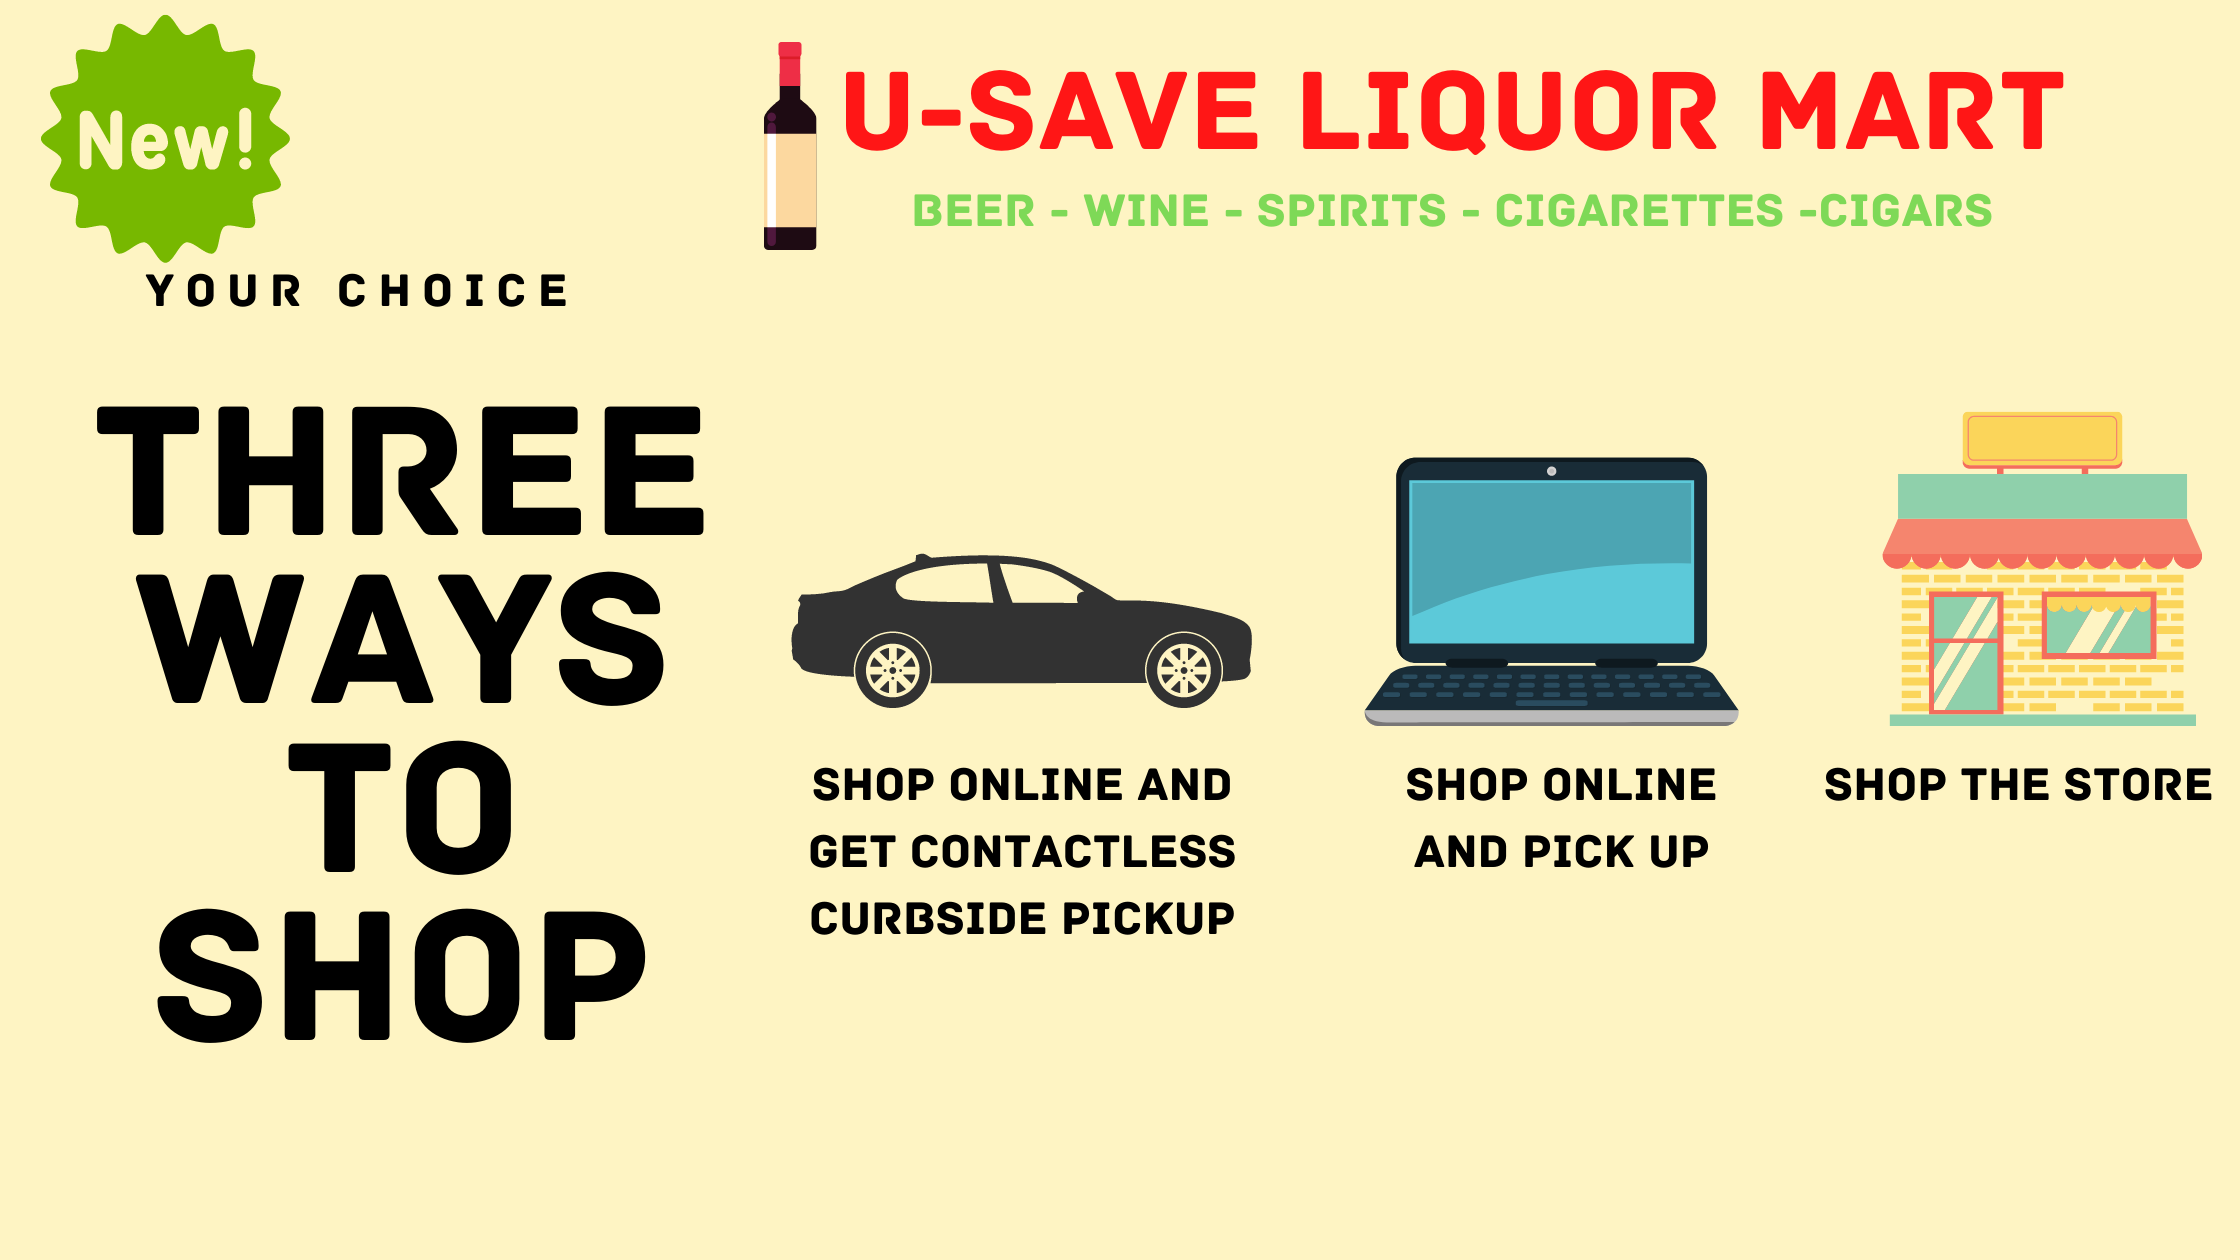 New!
U-SAVE LIQUOR MART
BEER - WINE - SPIRITS - CIGARETTES -CIGARS
YOUR CHOICE
THREE
WAYS
TO
SHOP
SHOP ONLINE AND
GET CONTACTLESS
CURBSIDE PICKUP
SHOP ONLINE
AND PICK UP
SHOP THE STORE